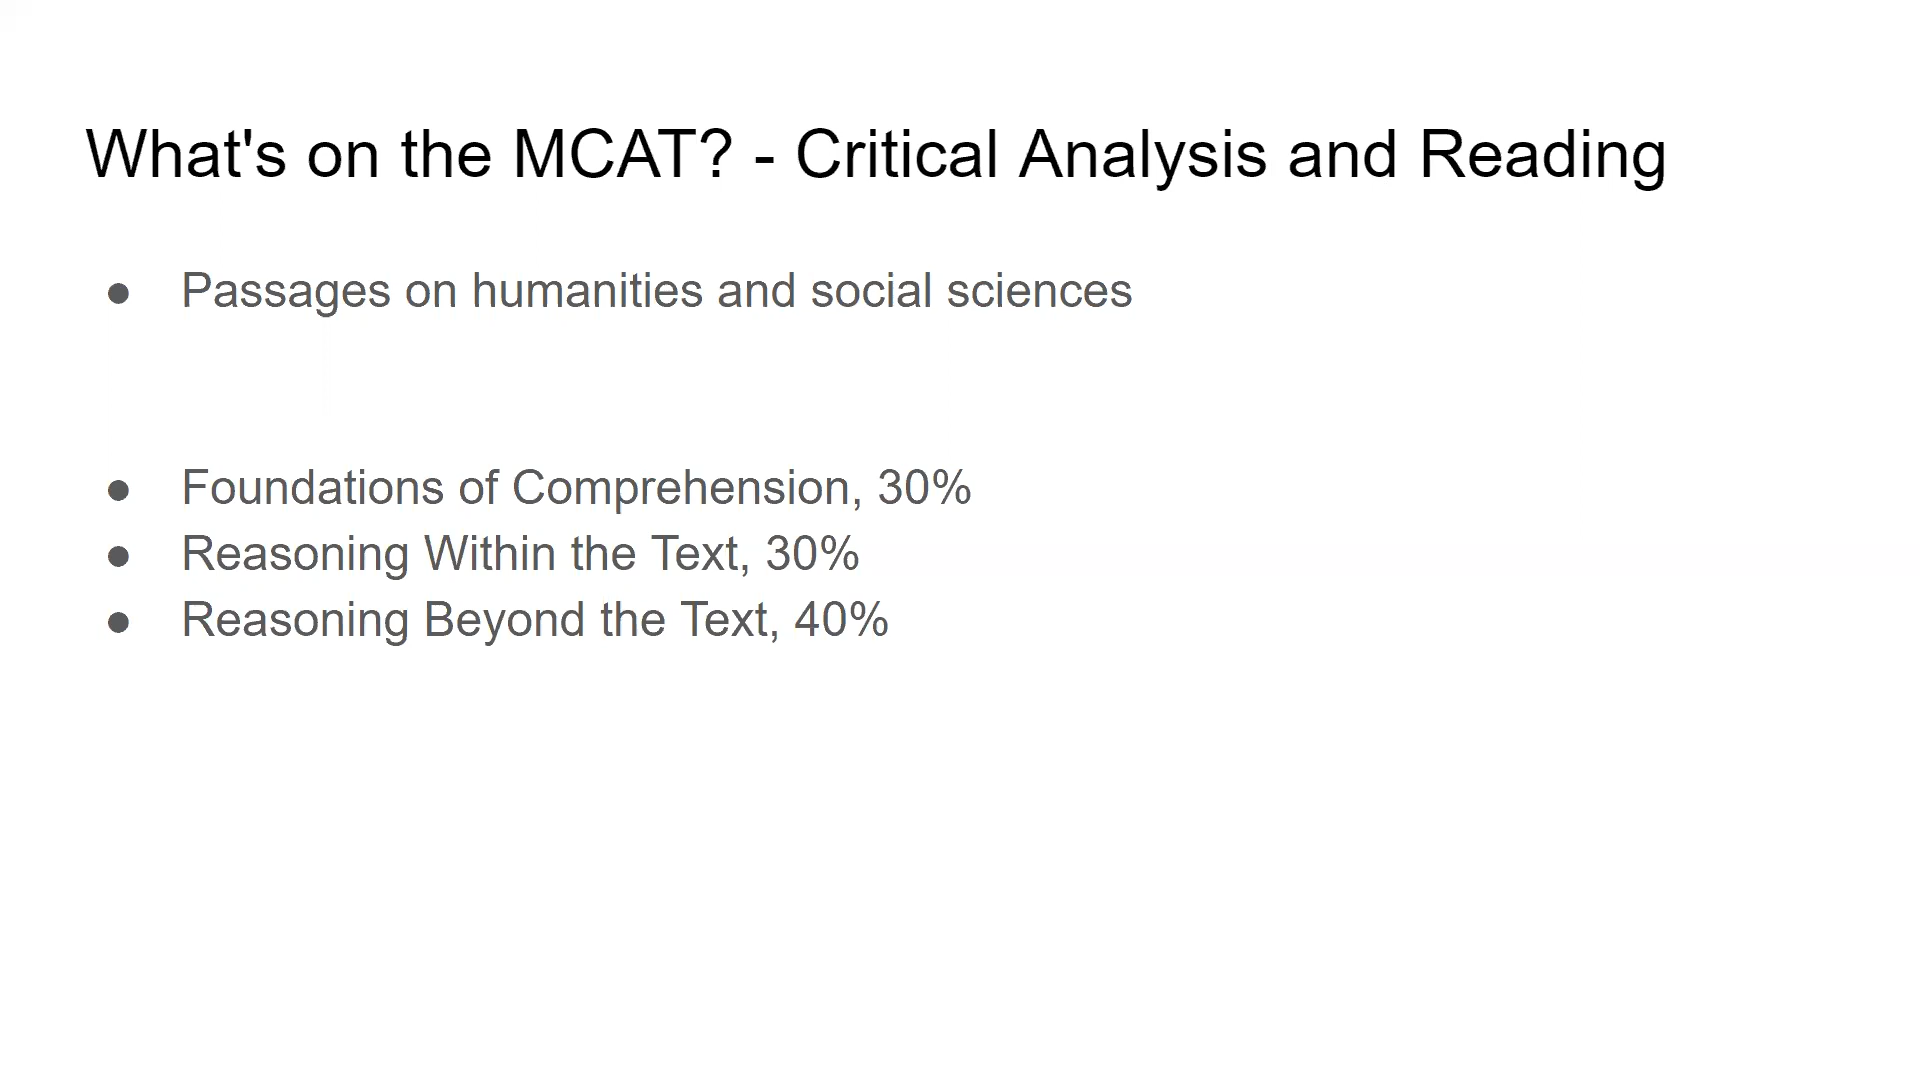 What's on the MCAT? - Critical Analysis and Reading
● Passages on humanities and social sciences
● Foundations of Comprehension, 30%
● Reasoning Within the Text, 30%
● Reasoning Beyond the Text, 40%